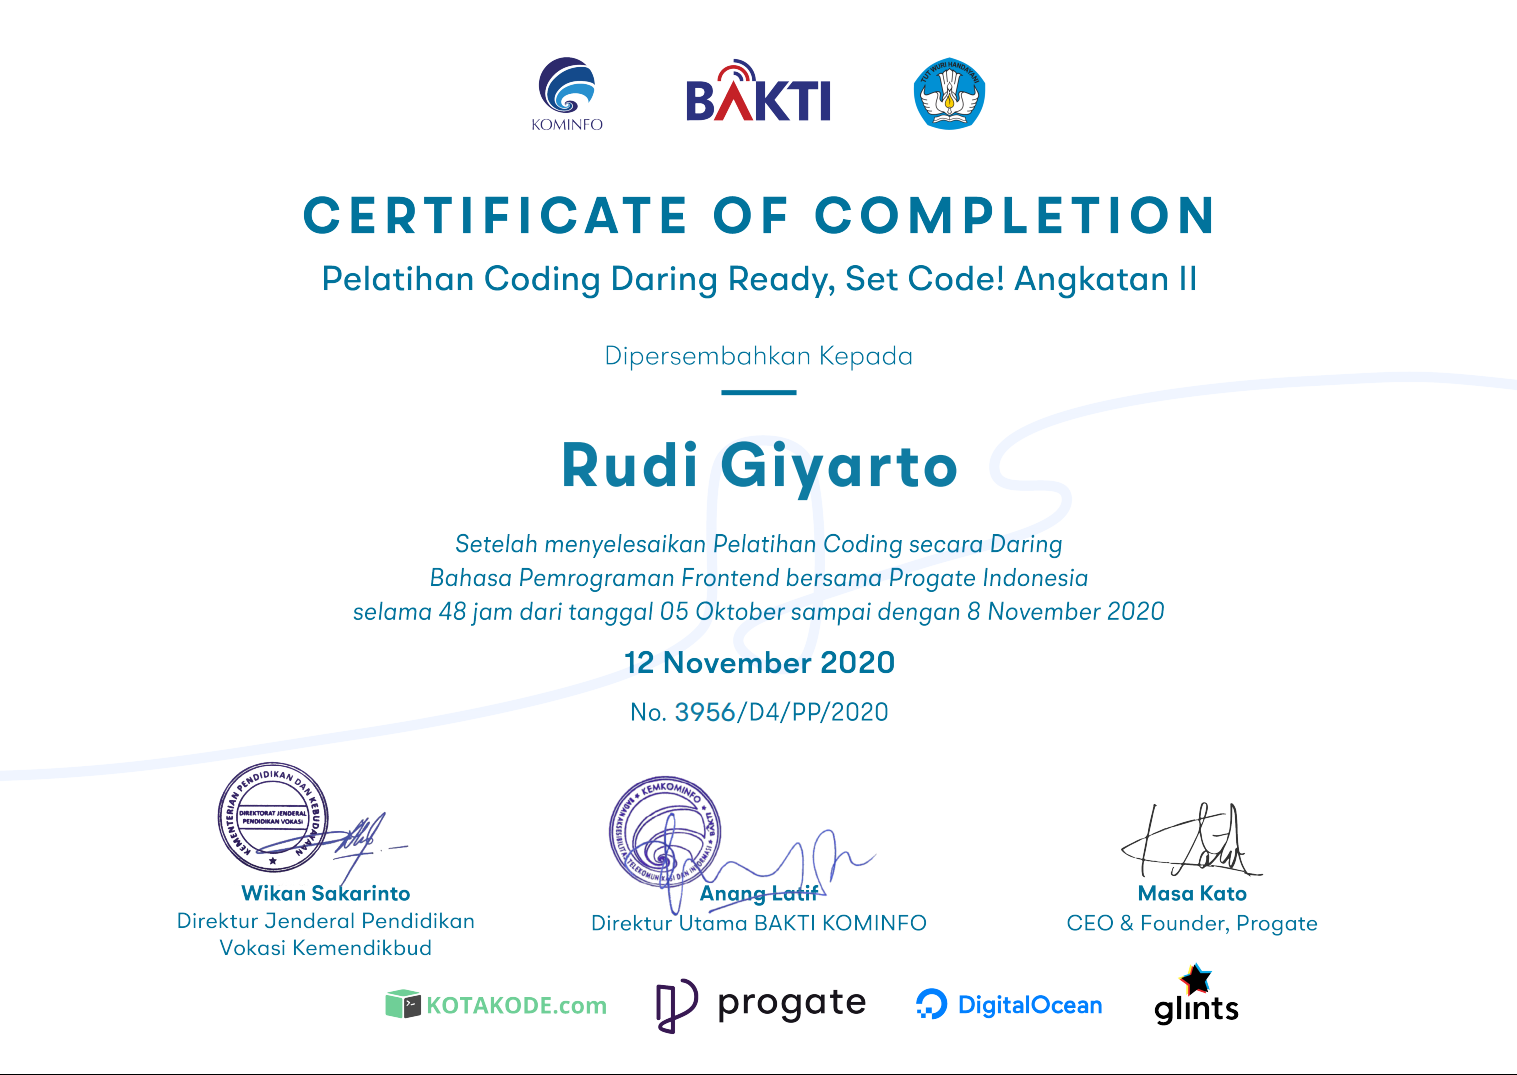 KOMINFO
BAKTI
TUT WURI HANDAYANI
CERTIFICATE OF COMPLETION
Pelatihan Coding Daring Ready, Set Code! Angkatan II
Dipersembahkan Kepada
Rudi Giyarto
Setelah menyelesaikan Pelatihan Coding secara Daring
Bahasa Pemrograman Frontend bersama Progate Indonesia
selama 48 jam dari tanggal 05 Oktober sampai dengan 8 November 2020
12 November 2020
No. 3956/D4/PP/2020
KEMENTERIAN PENDIDIKAN DAN KEBUDAYAAN
DIREKTORAT JENDERAL
PENDIDIKAN VOKASI
KEMKOMINFO
BAKTI
BADAN AKSESIBILITAS TELEKOMUNIKASI DAN INFORMASI
Wikan Sakarinto
Direktur Jenderal Pendidikan
Vokasi Kemendikbud
Anang Latif
Direktur Utama BAKTI KOMINFO
Masa Kato
CEO & Founder, Progate
KOTAKODE.com
progate
DigitalOcean
glints